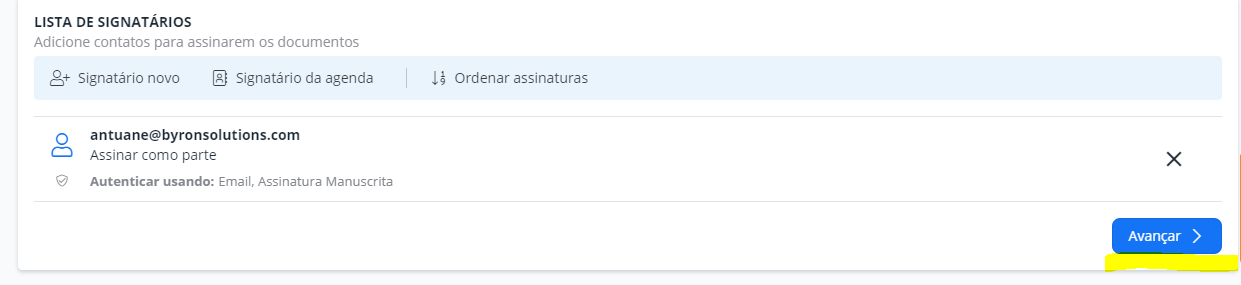 LISTA DE SIGNATÁRIOS
Adicione contatos para assinarem os documentos
Signatário novo Signatário da agenda Ordenar assinaturas
antuane@byronsolutions.com
Assinar como parte
Autenticar usando: Email, Assinatura Manuscrita
Avançar